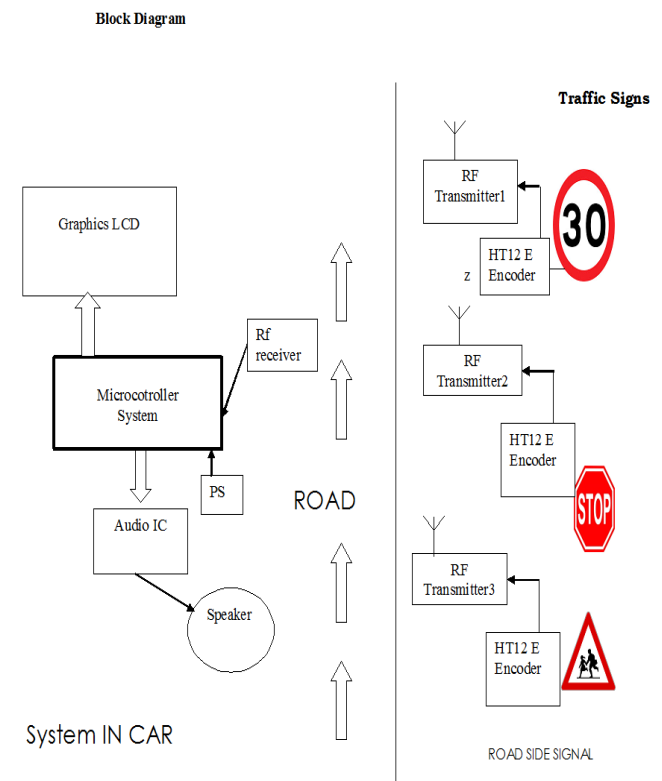 Block Diagram
Graphics LCD
Rf
receiver
Microcotroller
System
PS
Audio IC
Speaker
ROAD
System IN CAR
Traffic Signs
RF
Transmitter1
30
HT12 E
Encoder
z
RF
Transmitter2
HT12 E
Encoder
STOP
RF
Transmitter3
HT12 E
Encoder
ROAD SIDE SIGNAL